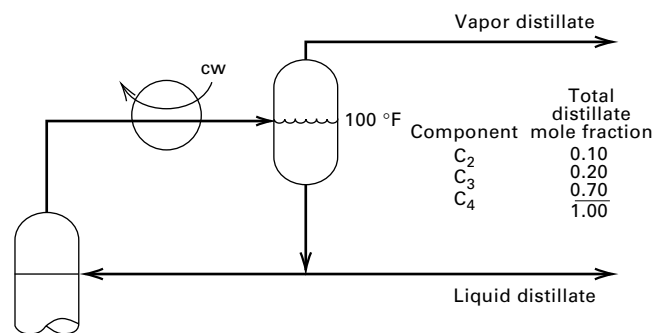 Vapor distillate
cw
100 °F
Component
Total
distillate
mole fraction
C₂ 0.10
C₃ 0.20
C₄ 0.70
1.00
Liquid distillate